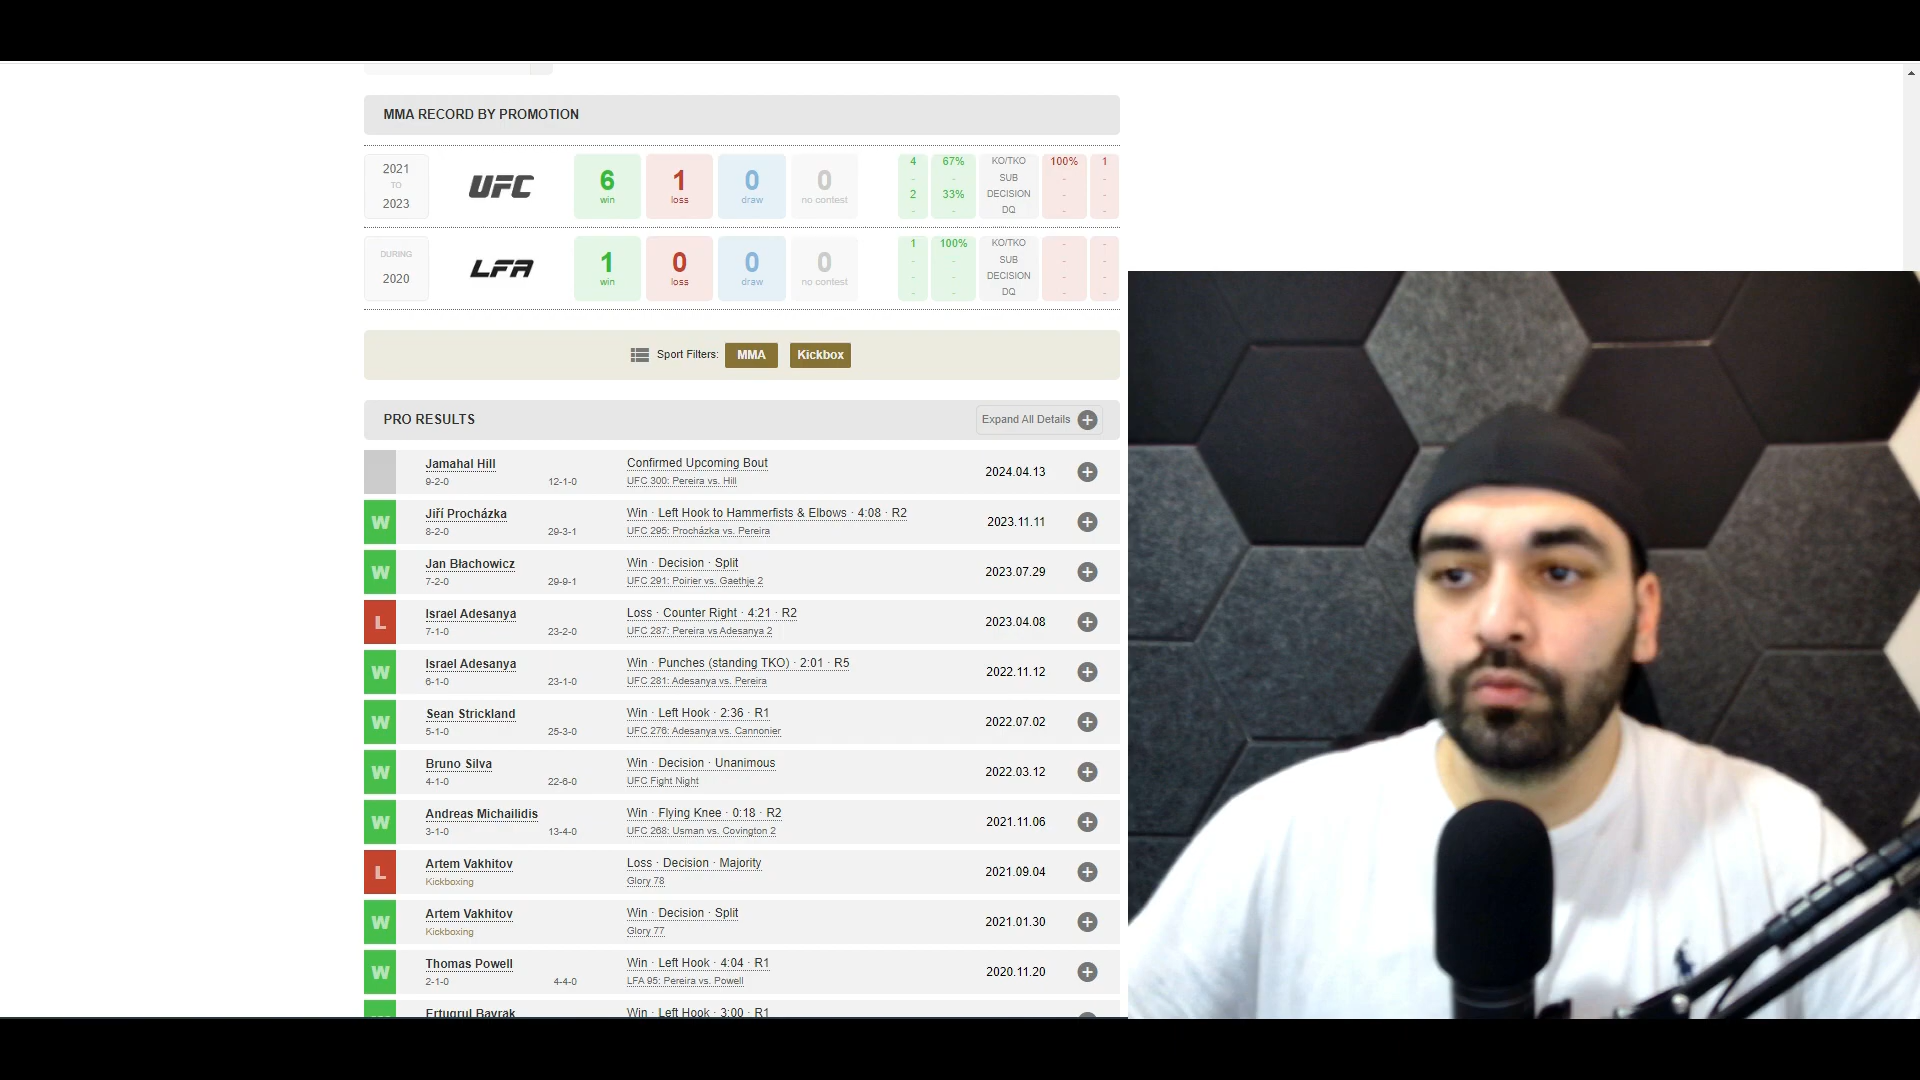 MMA RECORD BY PROMOTION
2021 TO 2023 UFC 6 win 1 loss 0 draw 0 no contest
4 67% KO/TKO 100% 1
- - SUB - -
2 33% DECISION - -
- - DQ - -
DURING 2020 LFA 1 win 0 loss 0 draw 0 no contest
1 100% KO/TKO - -
- - SUB - -
- - DECISION - -
- - DQ - -
Sport Filters: MMA Kickbox
PRO RESULTS Expand All Details
Jamahal Hill Confirmed Upcoming Bout 2024.04.13
9-2-0 12-1-0 UFC 300: Pereira vs. Hill
W Jiří Procházka Win · Left Hook to Hammerfists & Elbows · 4:08 · R2 2023.11.11
8-2-0 29-3-1 UFC 295: Procházka vs. Pereira
W Jan Błachowicz Win · Decision · Split 2023.07.29
7-2-0 29-9-1 UFC 291: Poirier vs. Gaethje 2
L Israel Adesanya Loss · Counter Right · 4:21 · R2 2023.04.08
7-1-0 23-2-0 UFC 287: Pereira vs Adesanya 2
W Israel Adesanya Win · Punches (standing TKO) · 2:01 · R5 2022.11.12
6-1-0 23-1-0 UFC 281: Adesanya vs. Pereira
W Sean Strickland Win · Left Hook · 2:36 · R1 2022.07.02
5-1-0 25-3-0 UFC 276: Adesanya vs. Cannonier
W Bruno Silva Win · Decision · Unanimous 2022.03.12
4-1-0 22-6-0 UFC Fight Night
W Andreas Michailidis Win · Flying Knee · 0:18 · R2 2021.11.06
3-1-0 13-4-0 UFC 268: Usman vs. Covington 2
L Artem Vakhitov Loss · Decision · Majority 2021.09.04
Kickboxing Glory 78
W Artem Vakhitov Win · Decision · Split 2021.01.30
Kickboxing Glory 77
W Thomas Powell Win · Left Hook · 4:04 · R1 2020.11.20
2-1-0 4-4-0 LFA 95: Pereira vs. Powell
Ertugrul Bayrak Win · Left Hook · 3:00 · R1